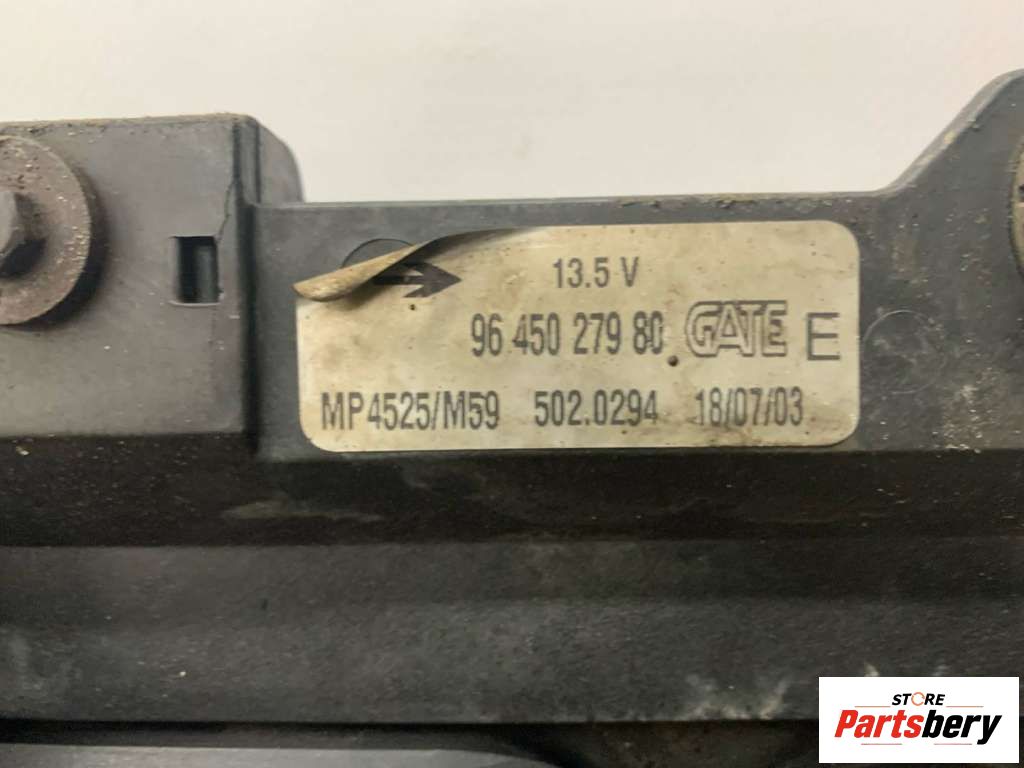 13.5 V
96 450 279 80 GATE E
MP4525/M59 502.0294 18/07/03
STORE
Partsbery